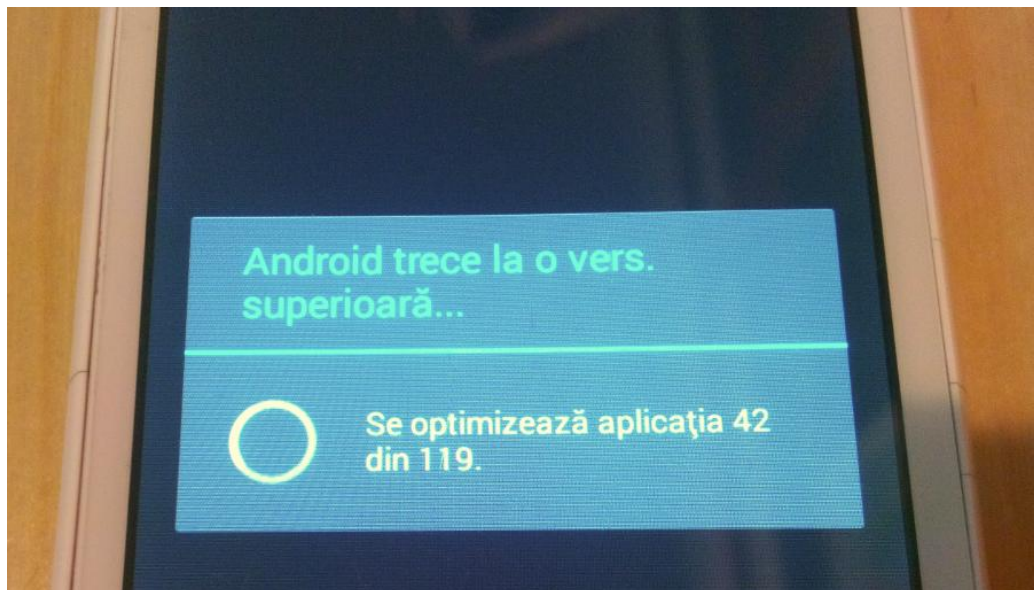 Android trece la o vers.
superioară...
Se optimizează aplicaţia 42
din 119.